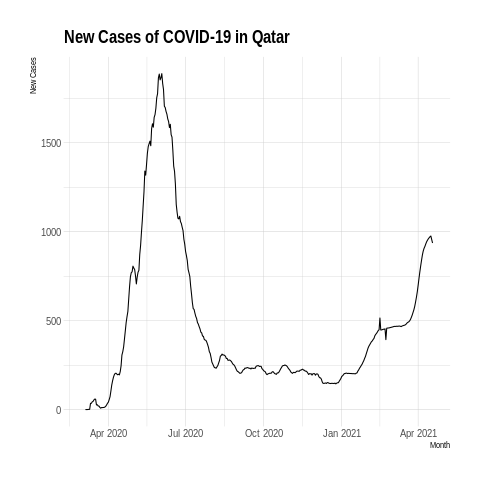 New Cases of COVID-19 in Qatar
New Cases
1500
1000
500
0
Apr 2020 Jul 2020 Oct 2020 Jan 2021 Apr 2021
Month